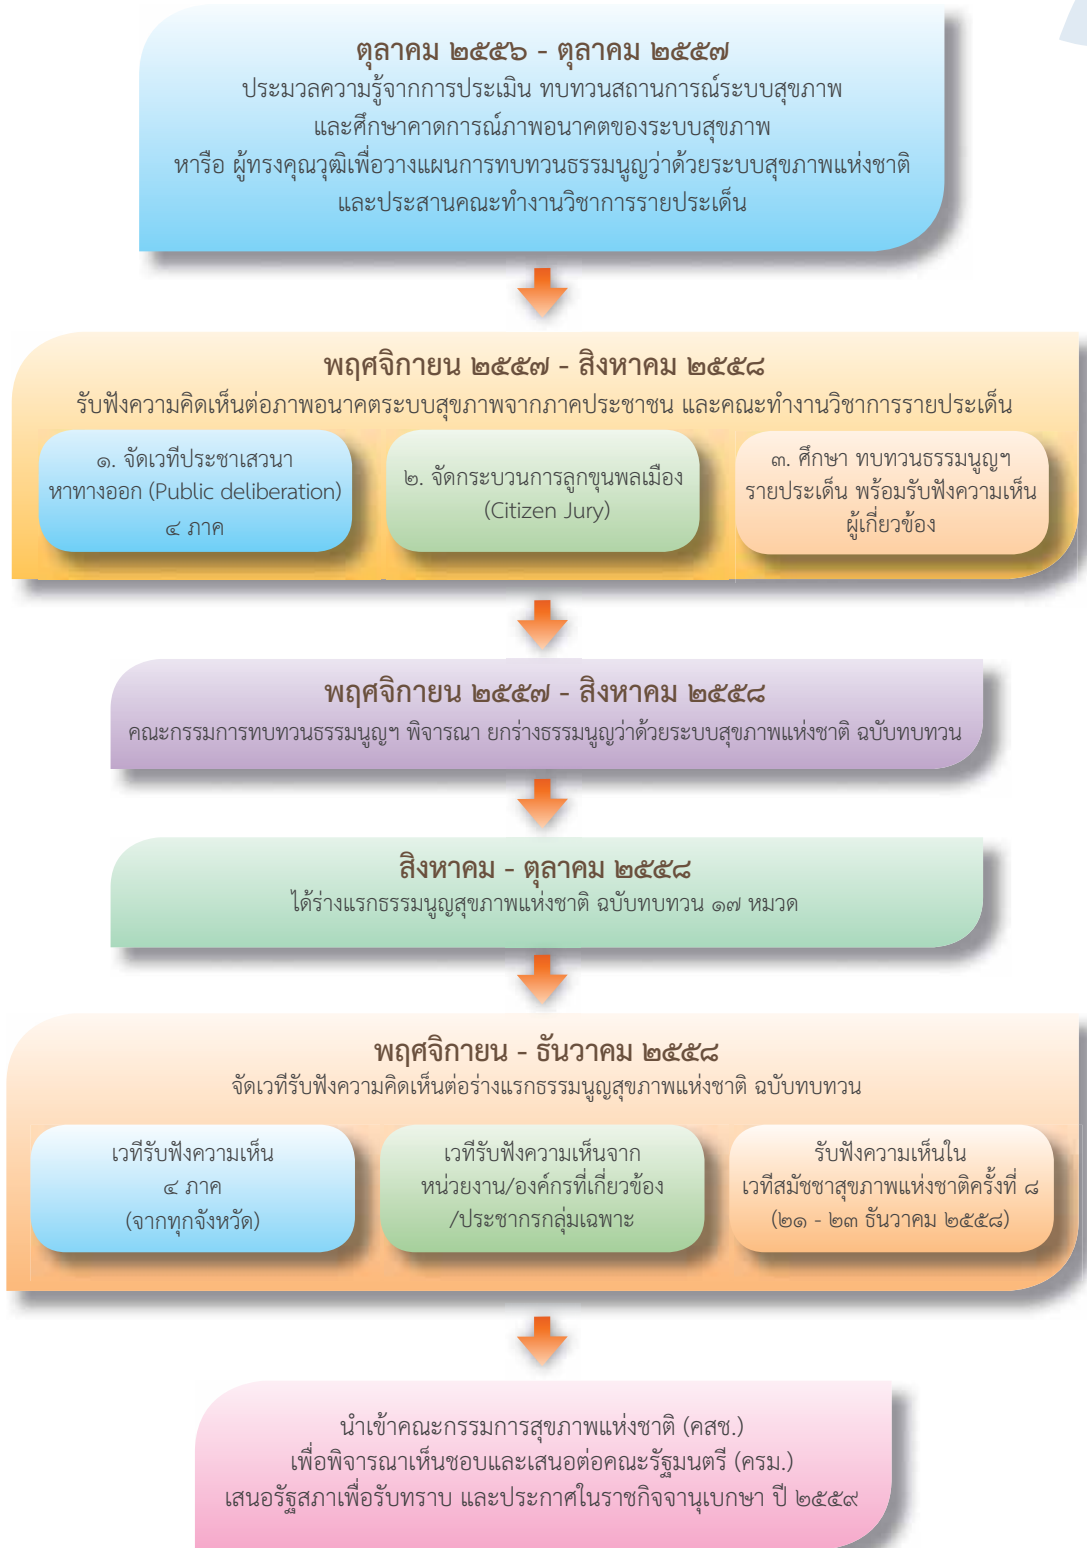 ตุลาคม ๒๕๕๖ - ตุลาคม ๒๕๕๗
ประมวลความรู้จากการประเมิน ทบทวนสถานการณ์ระบบสุขภาพ
และศึกษาคาดการณ์ภาพอนาคตของระบบสุขภาพ
หารือ ผู้ทรงคุณวุฒิเพื่อวางแผนการทบทวนธรรมนูญว่าด้วยระบบสุขภาพแห่งชาติ
และประสานคณะทำงานวิชาการรายประเด็น
พฤศจิกายน ๒๕๕๗ - สิงหาคม ๒๕๕๘
รับฟังความคิดเห็นต่อภาพอนาคตระบบสุขภาพจากภาคประชาชน และคณะทำงานวิชาการรายประเด็น
๑. จัดเวทีประชาเสวนา
หาทางออก (Public deliberation)
๔ ภาค
๒. จัดกระบวนการลูกขุนพลเมือง
(Citizen Jury)
๓. ศึกษา ทบทวนธรรมนูญฯ
รายประเด็น พร้อมรับฟังความเห็น
ผู้เกี่ยวข้อง
พฤศจิกายน ๒๕๕๗ - สิงหาคม ๒๕๕๘
คณะกรรมการทบทวนธรรมนูญฯ พิจารณา ยกร่างธรรมนูญว่าด้วยระบบสุขภาพแห่งชาติ ฉบับทบทวน
สิงหาคม - ตุลาคม ๒๕๕๘
ได้ร่างแรกธรรมนูญสุขภาพแห่งชาติ ฉบับทบทวน ๑๗ หมวด
พฤศจิกายน - ธันวาคม ๒๕๕๘
จัดเวทีรับฟังความคิดเห็นต่อร่างแรกธรรมนูญสุขภาพแห่งชาติ ฉบับทบทวน
เวทีรับฟังความเห็น
๔ ภาค
(จากทุกจังหวัด)
เวทีรับฟังความเห็นจาก
หน่วยงาน/องค์กรที่เกี่ยวข้อง
/ประชากรกลุ่มเฉพาะ
รับฟังความเห็นใน
เวทีสมัชชาสุขภาพแห่งชาติครั้งที่ ๘
(๒๑ - ๒๓ ธันวาคม ๒๕๕๘)
นำเข้าคณะกรรมการสุขภาพแห่งชาติ (คสช.)
เพื่อพิจารณาเห็นชอบและเสนอต่อคณะรัฐมนตรี (ครม.)
เสนอรัฐสภาเพื่อรับทราบ และประกาศในราชกิจจานุเบกษา ปี ๒๕๕๙